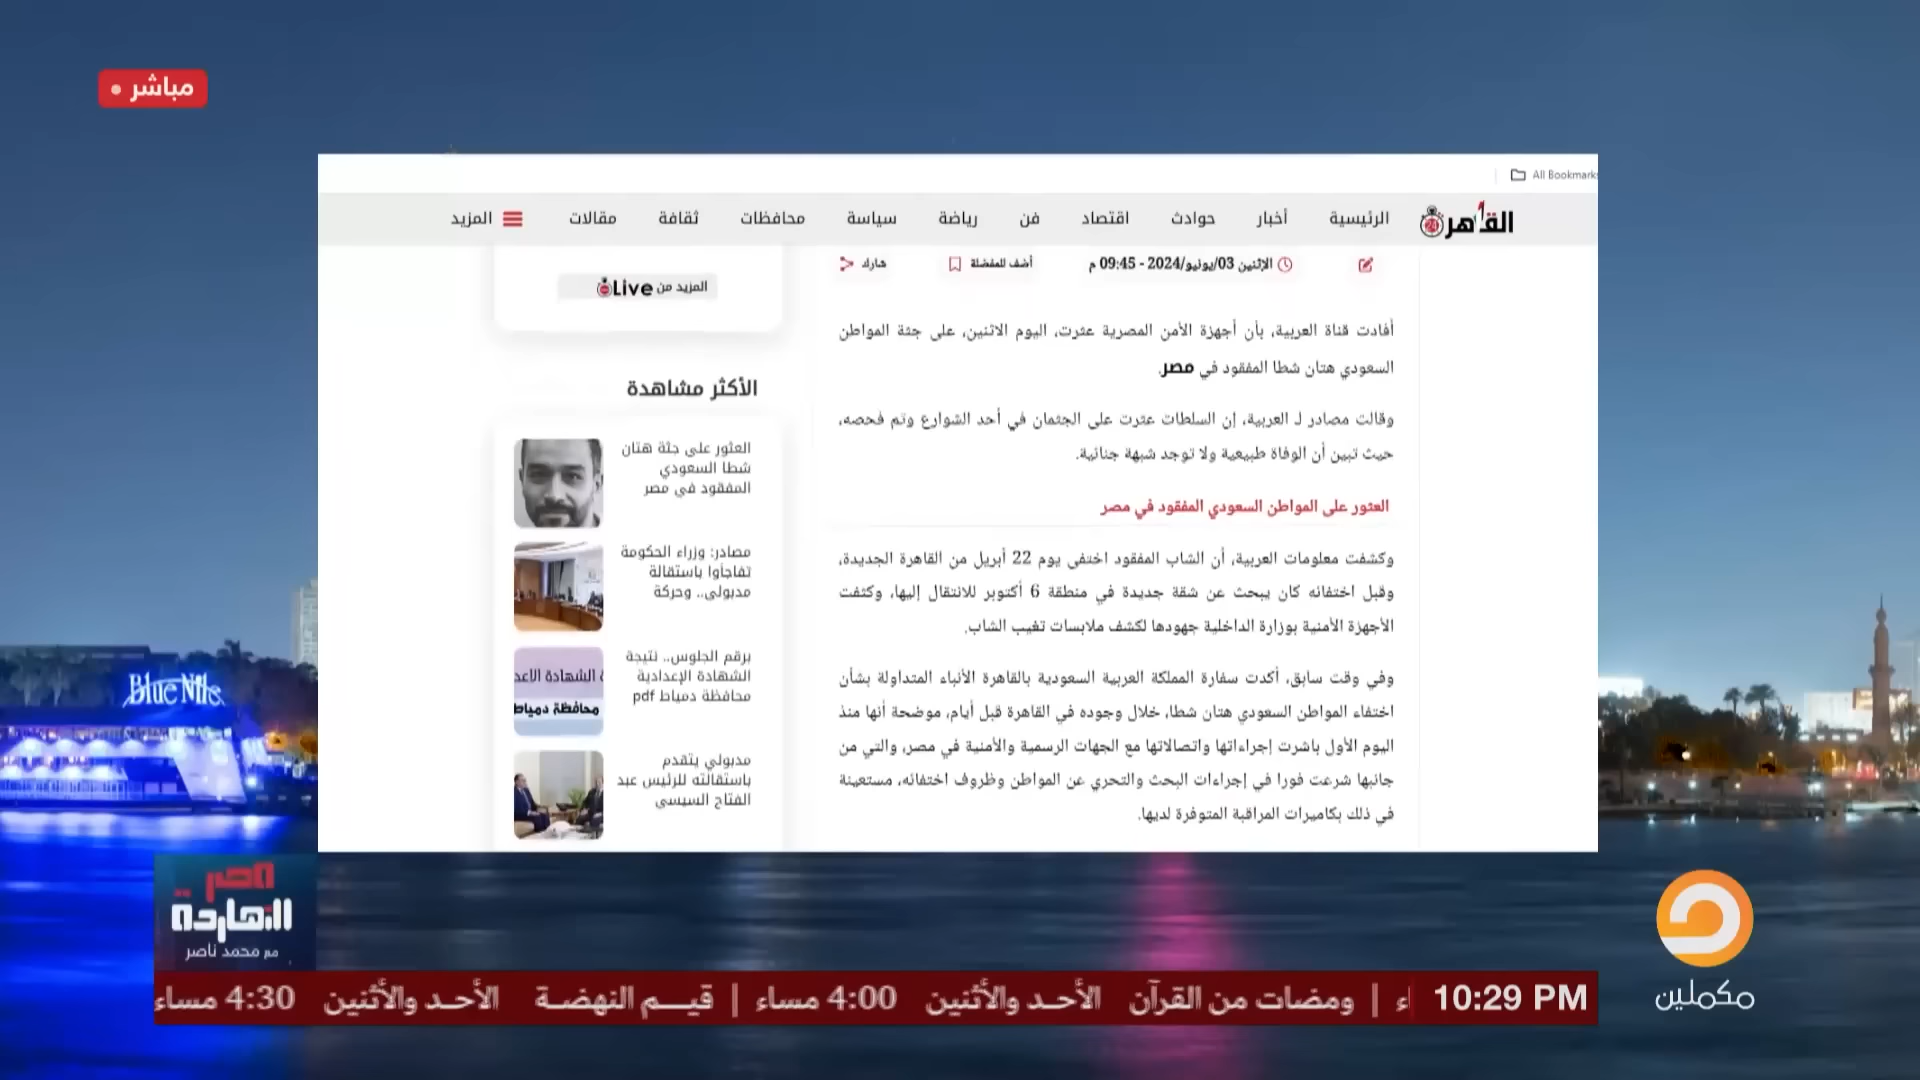 مباشر
All Bookmarks
القاهرة 24
الرئيسية
أخبار
حوادث
اقتصاد
فن
رياضة
سياسة
محافظات
ثقافة
مقالات
المزيد
الإثنين 03/يونيو/2024 - 09:45 م
أضف للمفضلة
شارك
أفادت قناة العربية، بأن أجهزة الأمن المصرية عثرت، اليوم الاثنين، على جثة المواطن
السعودي هتان شطا المفقود في مصر.
وقالت مصادر لـ العربية، إن السلطات عثرت على الجثمان في أحد الشوارع وتم فحصه،
حيث تبين أن الوفاة طبيعية ولا توجد شبهة جنائية.
العثور على المواطن السعودي المفقود في مصر
وكشفت معلومات العربية، أن الشاب المفقود اختفى يوم 22 أبريل من القاهرة الجديدة،
وقبل اختفائه كان يبحث عن شقة جديدة في منطقة 6 أكتوبر للانتقال إليها، وكثفت
الأجهزة الأمنية بوزارة الداخلية جهودها لكشف ملابسات تغيب الشاب.
وفي وقت سابق، أكدت سفارة المملكة العربية السعودية بالقاهرة الأنباء المتداولة بشأن
اختفاء المواطن السعودي هتان شطا، خلال وجوده في القاهرة قبل أيام، موضحة أنها منذ
اليوم الأول باشرت إجراءاتها واتصالاتها مع الجهات الرسمية والأمنية في مصر، والتي من
جانبها شرعت فورا في إجراءات البحث والتحري عن المواطن وظروف اختفائه، مستعينة
في ذلك بكاميرات المراقبة المتوفرة لديها.
المزيد من Live
الأكثر مشاهدة
العثور على جثة هتان
شطا السعودي
المفقود في مصر
مصادر: وزراء الحكومة
تفاجأوا باستقالة
مدبولي.. وحركة
برقم الجلوس.. نتيجة
الشهادة الإعدادية
محافظة دمياط pdf
الشهادة الاعد
محافظة دمياط
مدبولي يتقدم
باستقالته للرئيس عبد
الفتاح السيسي
Blue Nile
مصر
النهاردة
مع محمد ناصر
مكملين
10:29 PM
ومضات من القرآن الأحـد والأثنين 4:00 مساء | قيـــم النهضـة الأحـد والأثنين 4:30 مساء